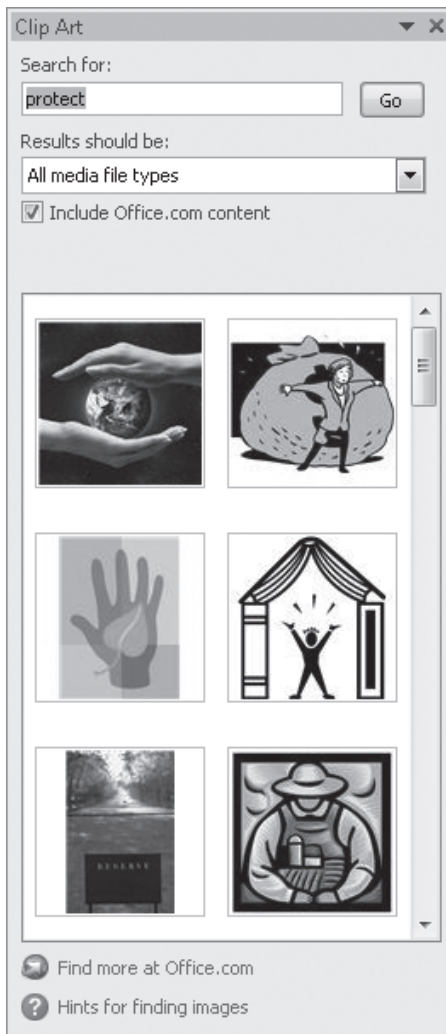 Clip Art
Search for:
protect
Go
Results should be:
All media file types
Include Office.com content
RESERVE
Find more at Office.com
Hints for finding images